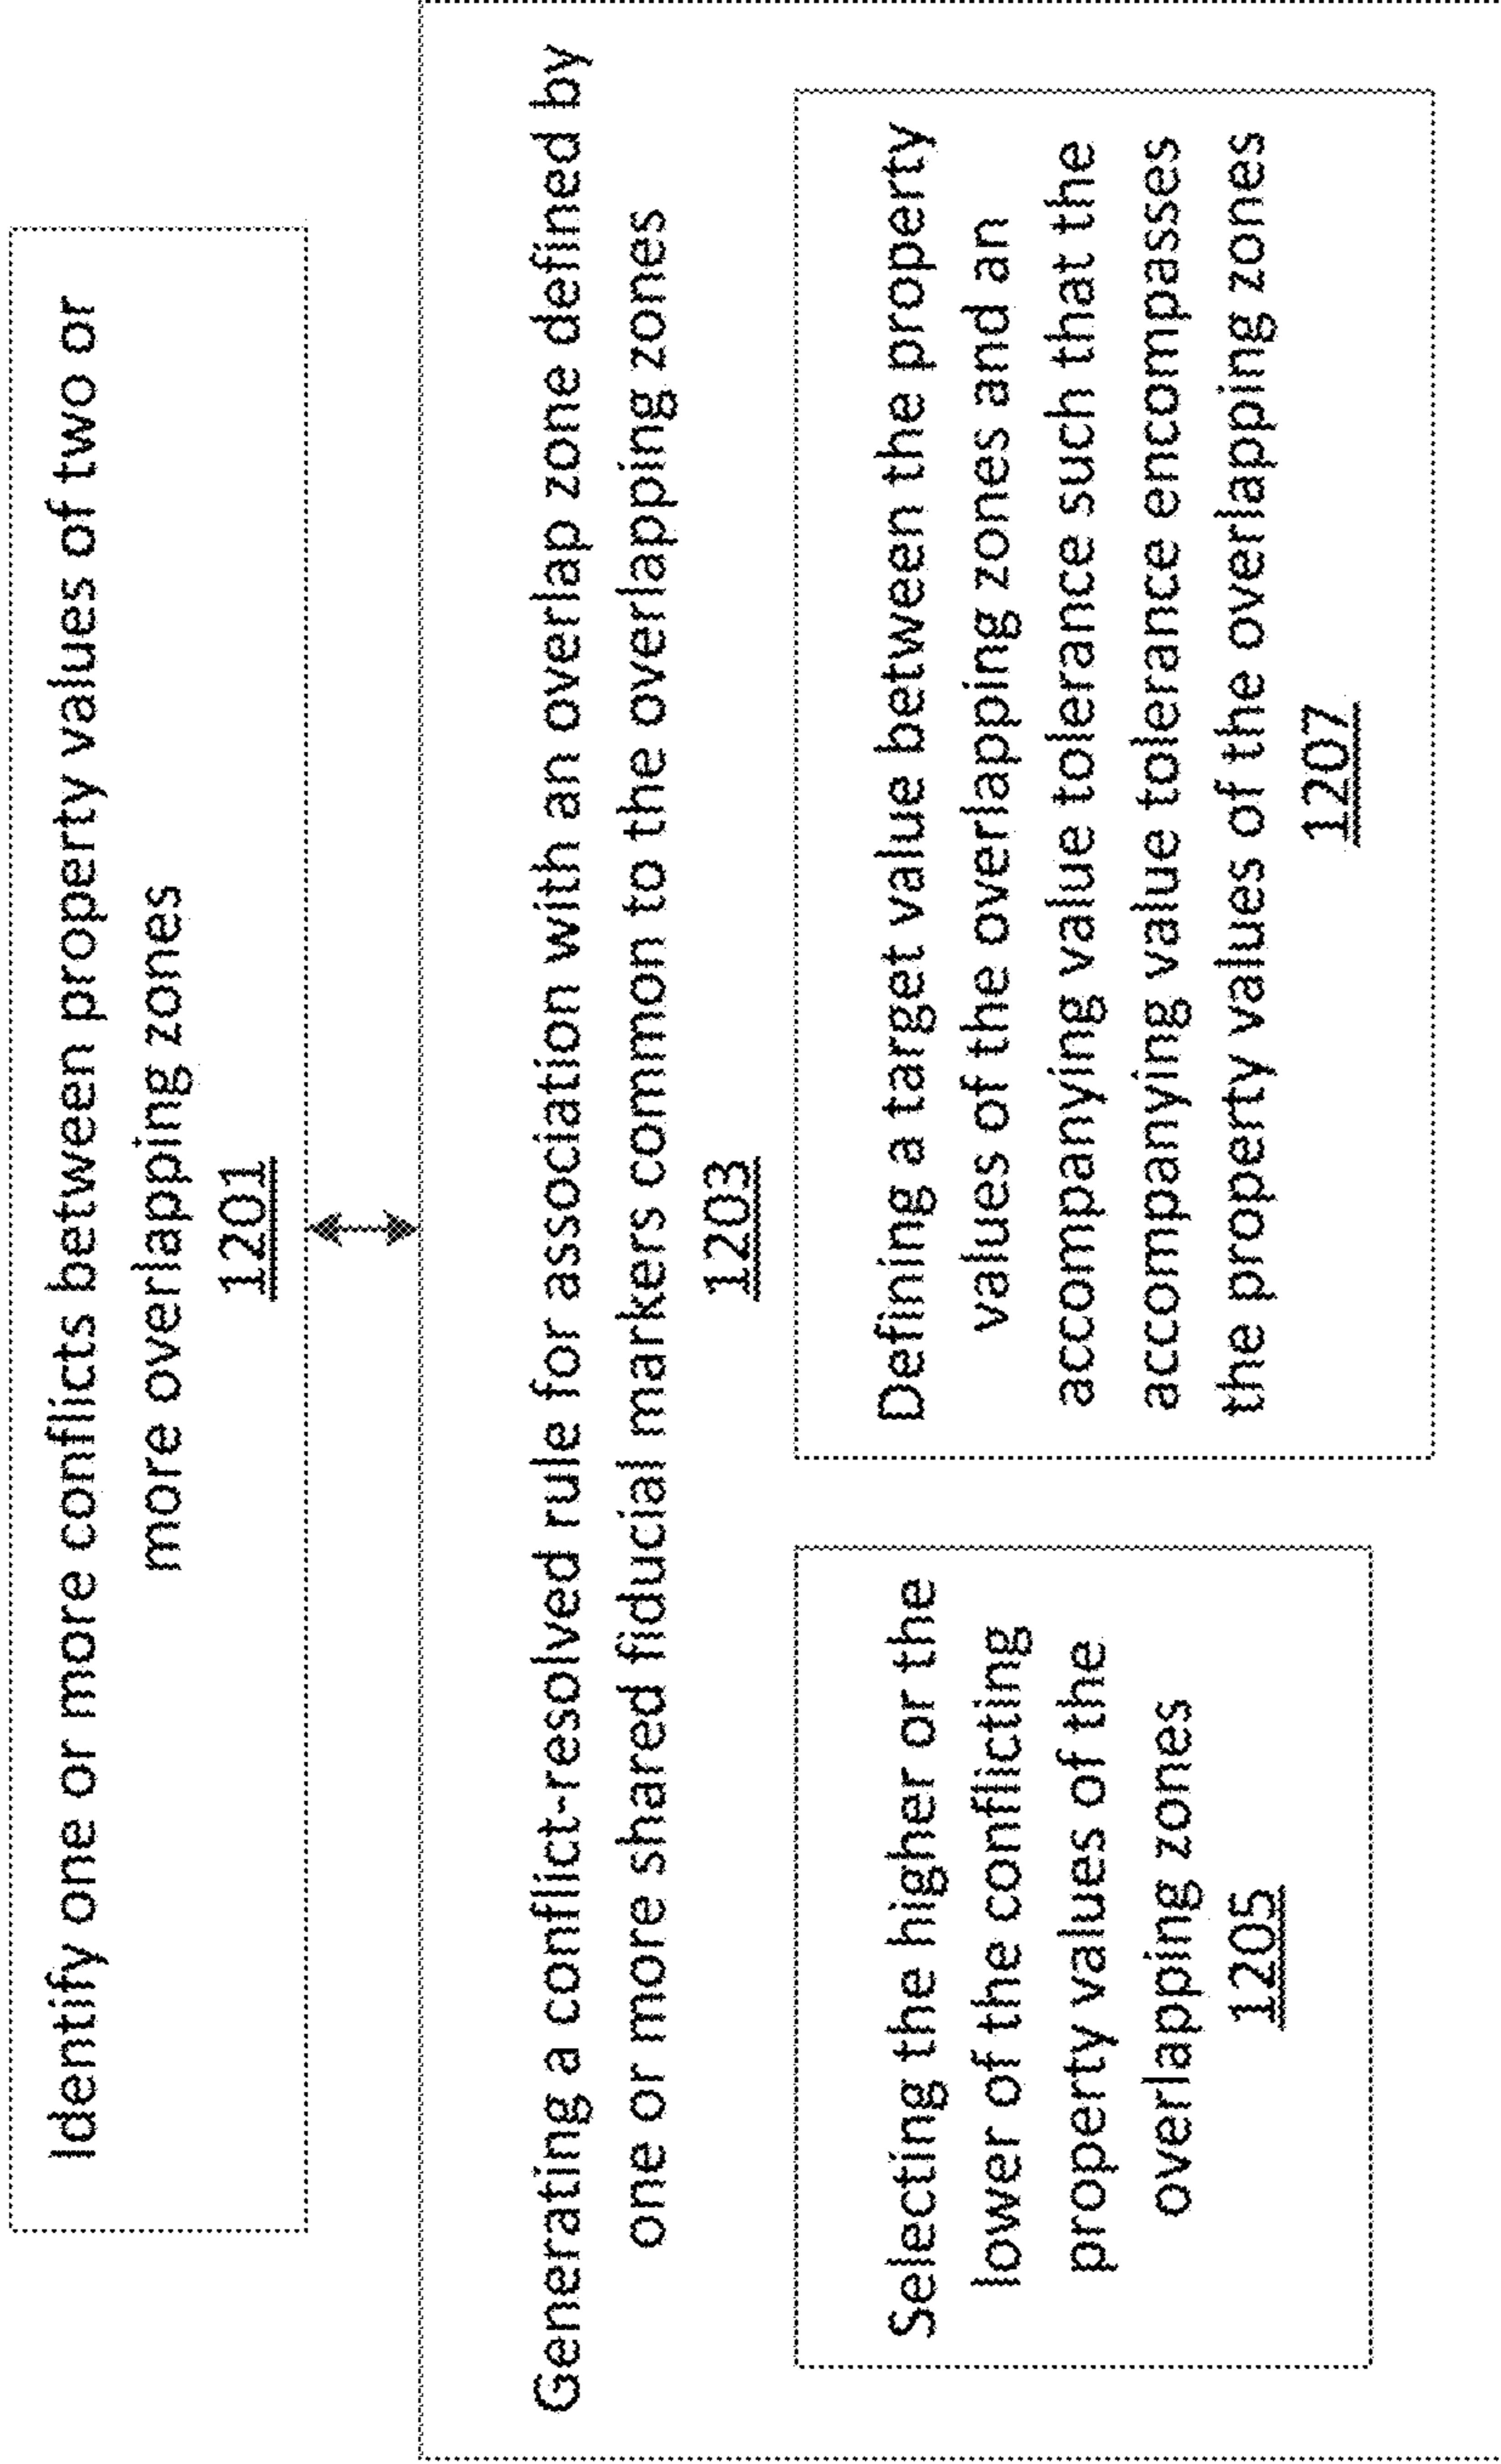 Identify one or more conflicts between property values of two or
more overlapping zones
1201
Generating a conflict-resolved rule for association with an overlap zone defined by
one or more shared fiducial markers common to the overlapping zones
1203
Selecting the higher or the
lower of the conflicting
property values of the
overlapping zones
1205
Defining a target value between the property
values of the overlapping zones and an
accompanying value tolerance such that the
accompanying value tolerance encompasses
the property values of the overlapping zones
1207